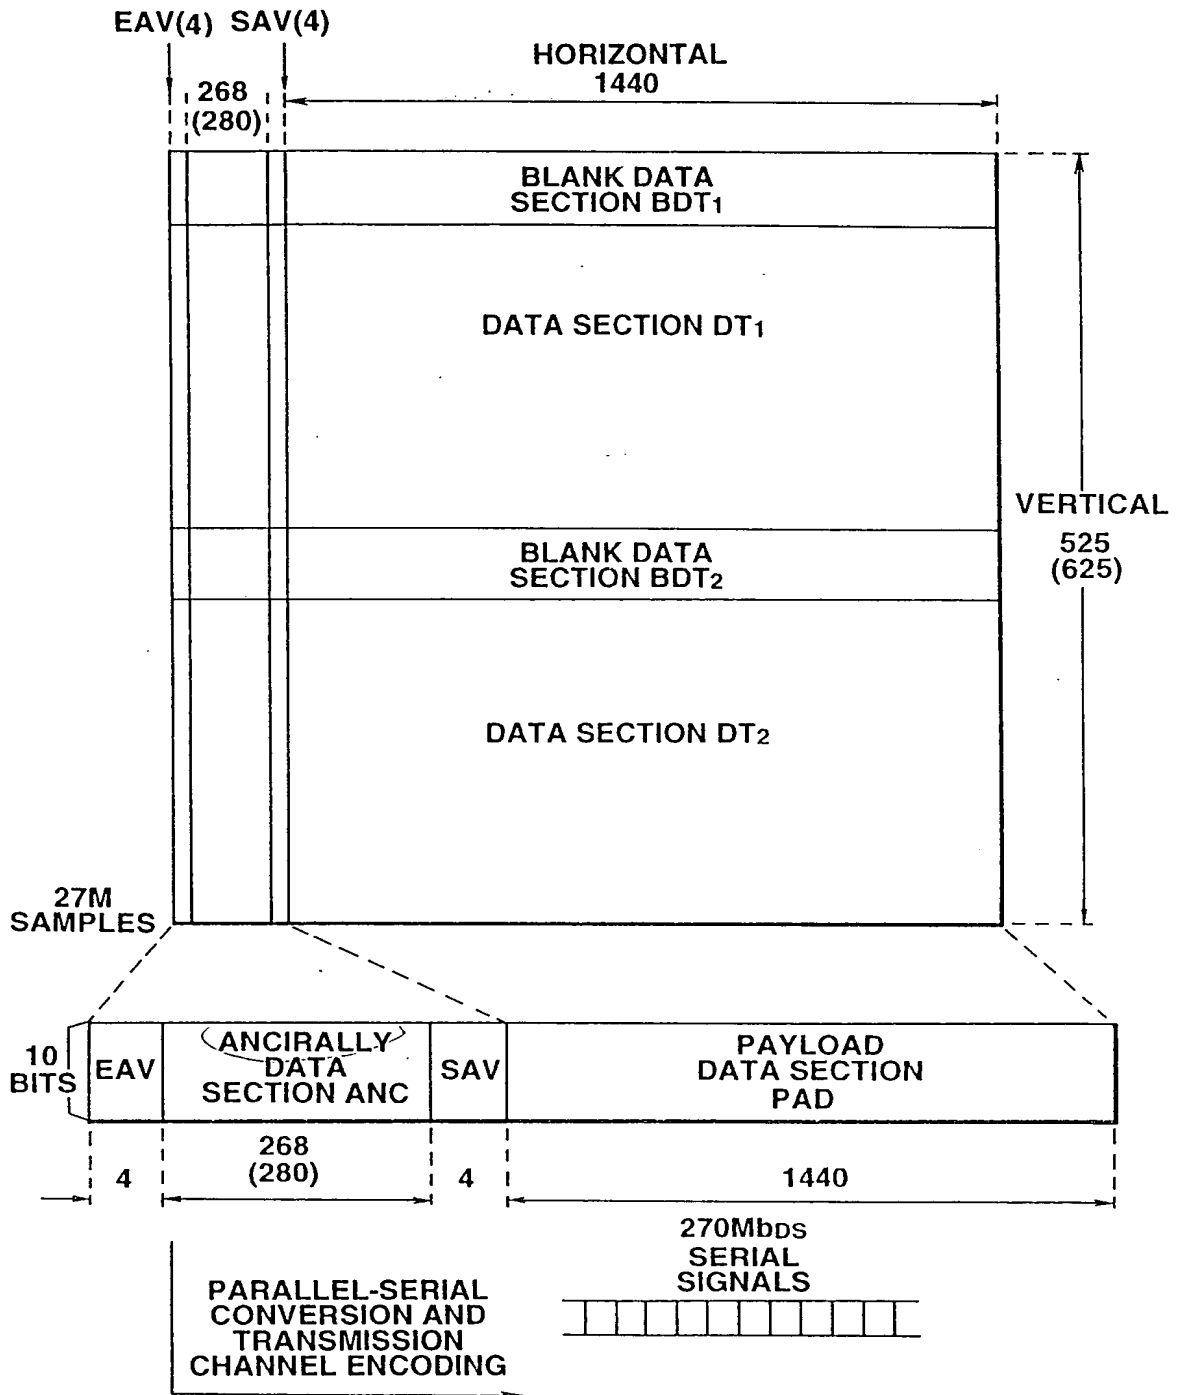 EAV(4) SAV(4)
HORIZONTAL
1440
268
(280)
BLANK DATA
SECTION BDT1
DATA SECTION DT1
VERTICAL
525
(625)
BLANK DATA
SECTION BDT2
DATA SECTION DT2
27M
SAMPLES
10
BITS
EAV
ANCIRALLY
DATA
SECTION ANC
SAV
PAYLOAD
DATA SECTION
PAD
4
268
(280)
4
1440
270MbDS
SERIAL
SIGNALS
PARALLEL-SERIAL
CONVERSION AND
TRANSMISSION
CHANNEL ENCODING